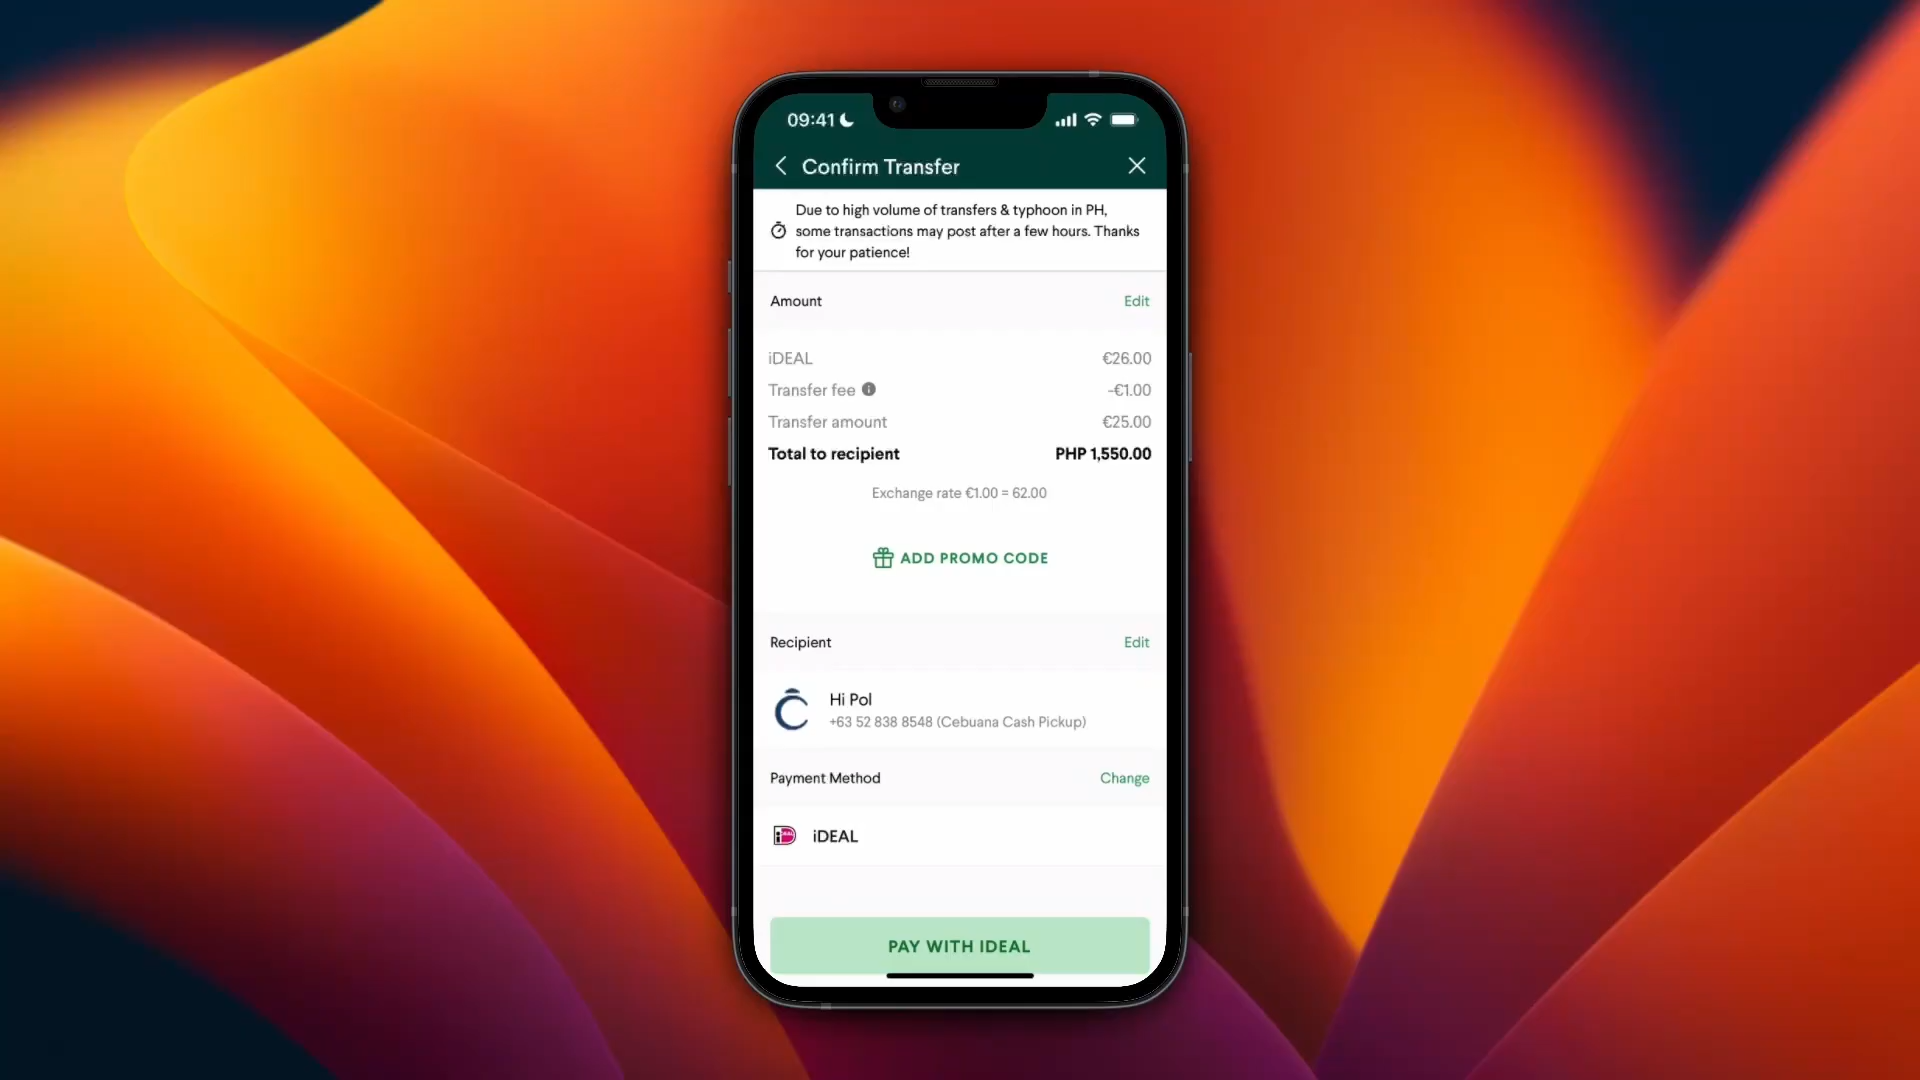 09:41
Confirm Transfer
Due to high volume of transfers & typhoon in PH,
some transactions may post after a few hours. Thanks
for your patience!
Amount Edit
iDEAL €26.00
Transfer fee -€1.00
Transfer amount €25.00
Total to recipient PHP 1,550.00
Exchange rate €1.00 = 62.00
ADD PROMO CODE
Recipient Edit
Hi Pol
+63 52 838 8548 (Cebuana Cash Pickup)
Payment Method Change
iDEAL
PAY WITH IDEAL